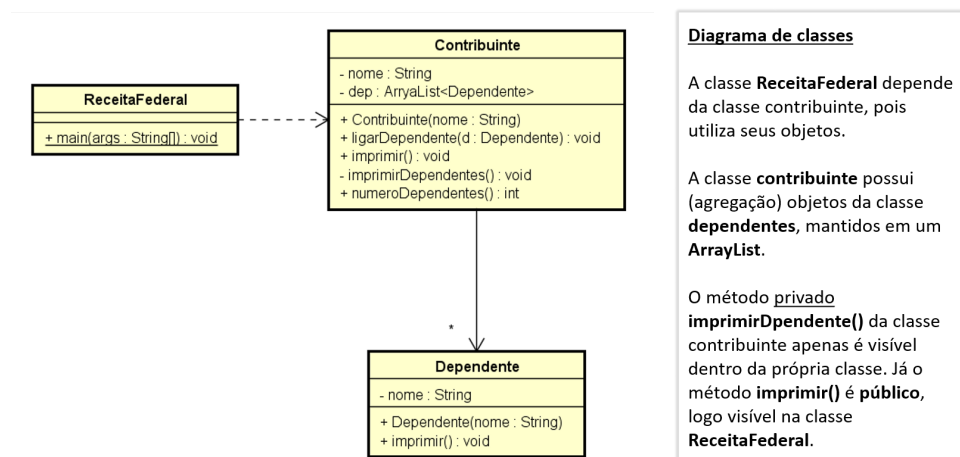 ReceitaFederal
+ main(args : String[]) : void
Contribuinte
- nome : String
- dep : ArryaList<Dependente>
+ Contribuinte(nome : String)
+ ligarDependente(d : Dependente) : void
+ imprimir() : void
- imprimirDependentes() : void
+ numeroDependentes() : int
*
Dependente
- nome : String
+ Dependente(nome : String)
+ imprimir() : void
Diagrama de classes
A classe ReceitaFederal depende
da classe contribuinte, pois
utiliza seus objetos.
A classe contribuinte possui
(agregação) objetos da classe
dependentes, mantidos em um
ArrayList.
O método privado
imprimirDpendente() da classe
contribuinte apenas é visível
dentro da própria classe. Já o
método imprimir() é público,
logo visível na classe
ReceitaFederal.